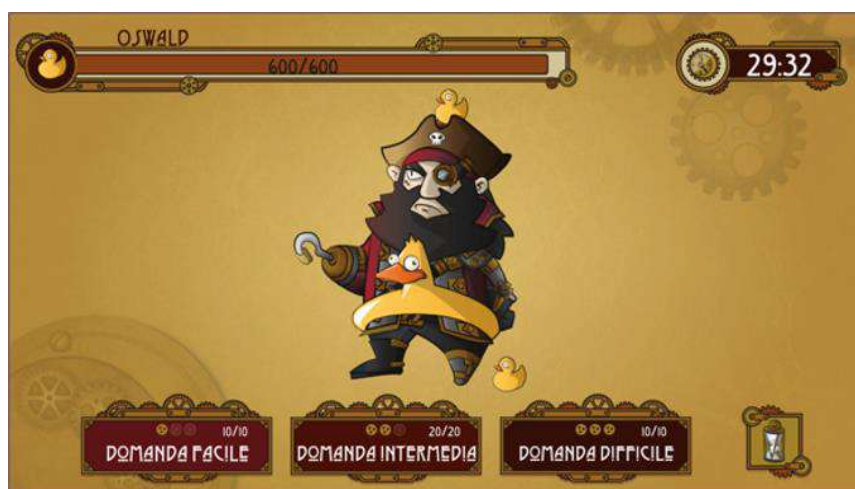 OSWALD
600/600
29:32
10/10
DOMANDA FACILE
20/20
DOMANDA INTERMEDIA
10/10
DOMANDA DIFFICILE